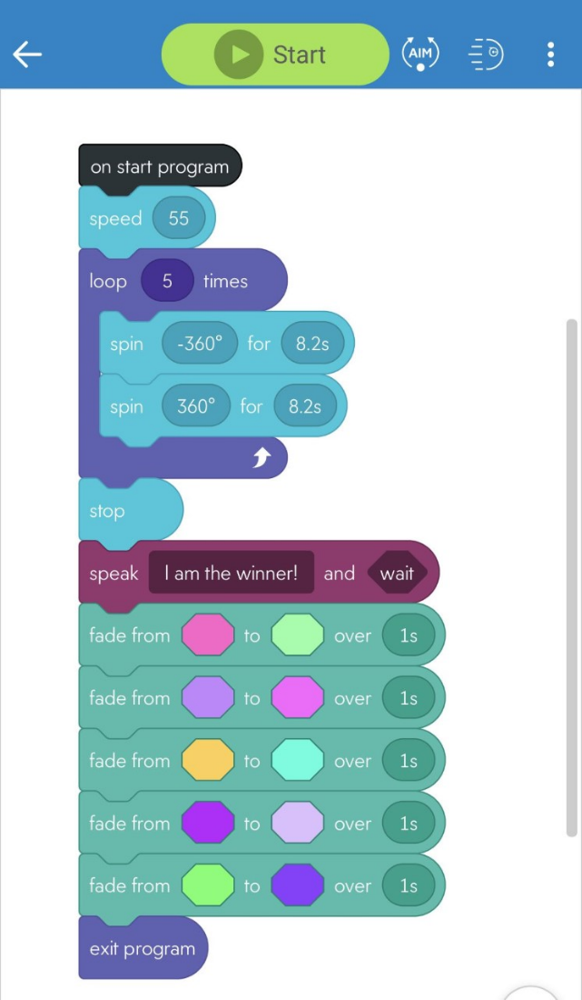 Start
AIM
on start program
speed 55
loop 5 times
spin -360° for 8.2s
spin 360° for 8.2s
stop
speak I am the winner! and wait
fade from to over 1s
fade from to over 1s
fade from to over 1s
fade from to over 1s
fade from to over 1s
exit program